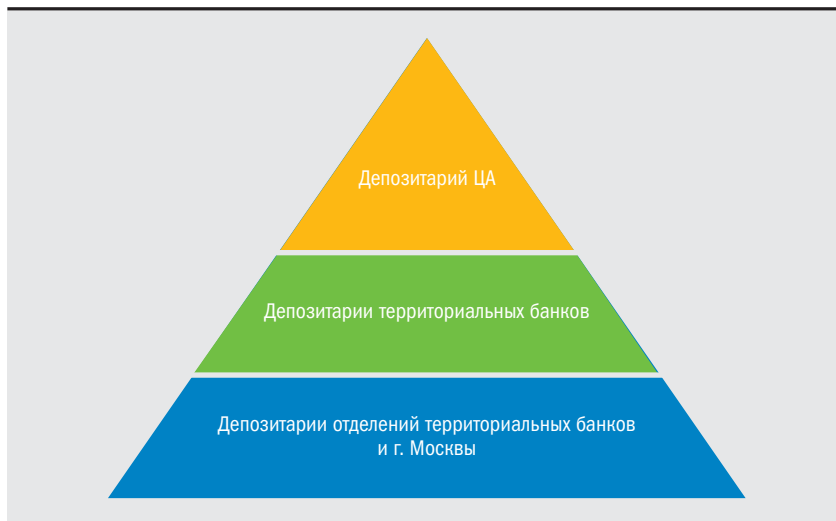 Депозитарий ЦА
Депозитарии территориальных банков
Депозитарии отделений территориальных банков
и г. Москвы